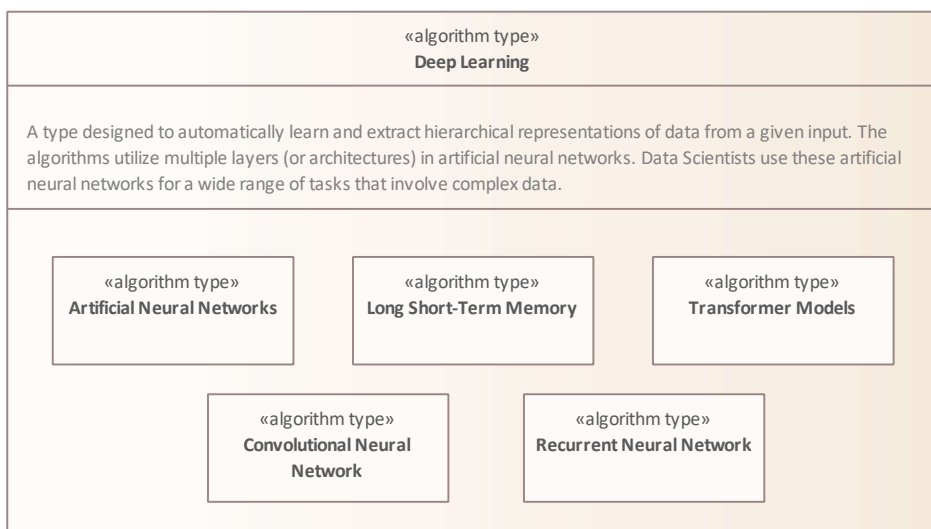 «algorithm type»
Deep Learning
A type designed to automatically learn and extract hierarchical representations of data from a given input. The
algorithms utilize multiple layers (or architectures) in artificial neural networks. Data Scientists use these artificial
neural networks for a wide range of tasks that involve complex data.
«algorithm type»
Artificial Neural Networks
«algorithm type»
Long Short-Term Memory
«algorithm type»
Transformer Models
«algorithm type»
Convolutional Neural
Network
«algorithm type»
Recurrent Neural Network